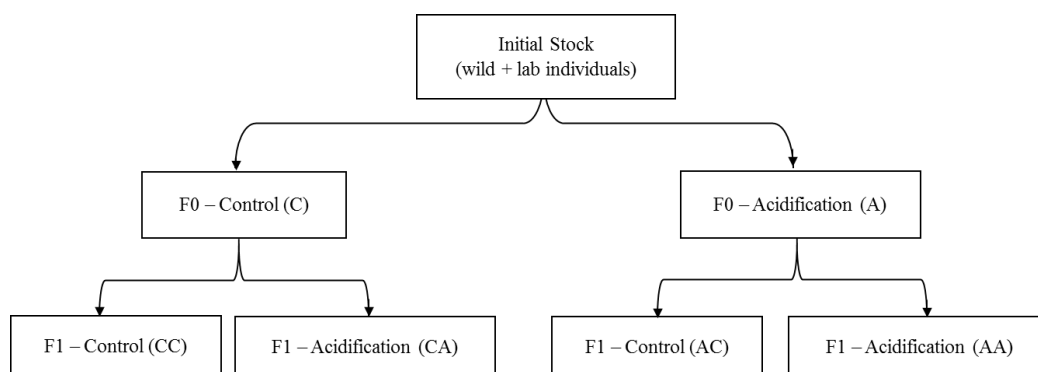 Initial Stock
(wild + lab individuals)
F0 – Control (C)
F0 – Acidification (A)
F1 – Control (CC)
F1 – Acidification (CA)
F1 – Control (AC)
F1 – Acidification (AA)